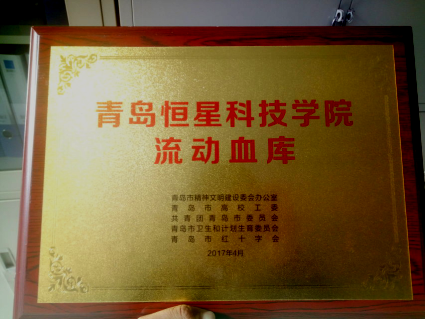 青岛恒星科技学院
流动血库
青岛市精神文明建设委会办公室
青岛市高校工委
共青团青岛市委员会
青岛市卫生和计划生育委员会
青岛市红十字会
2017年4月